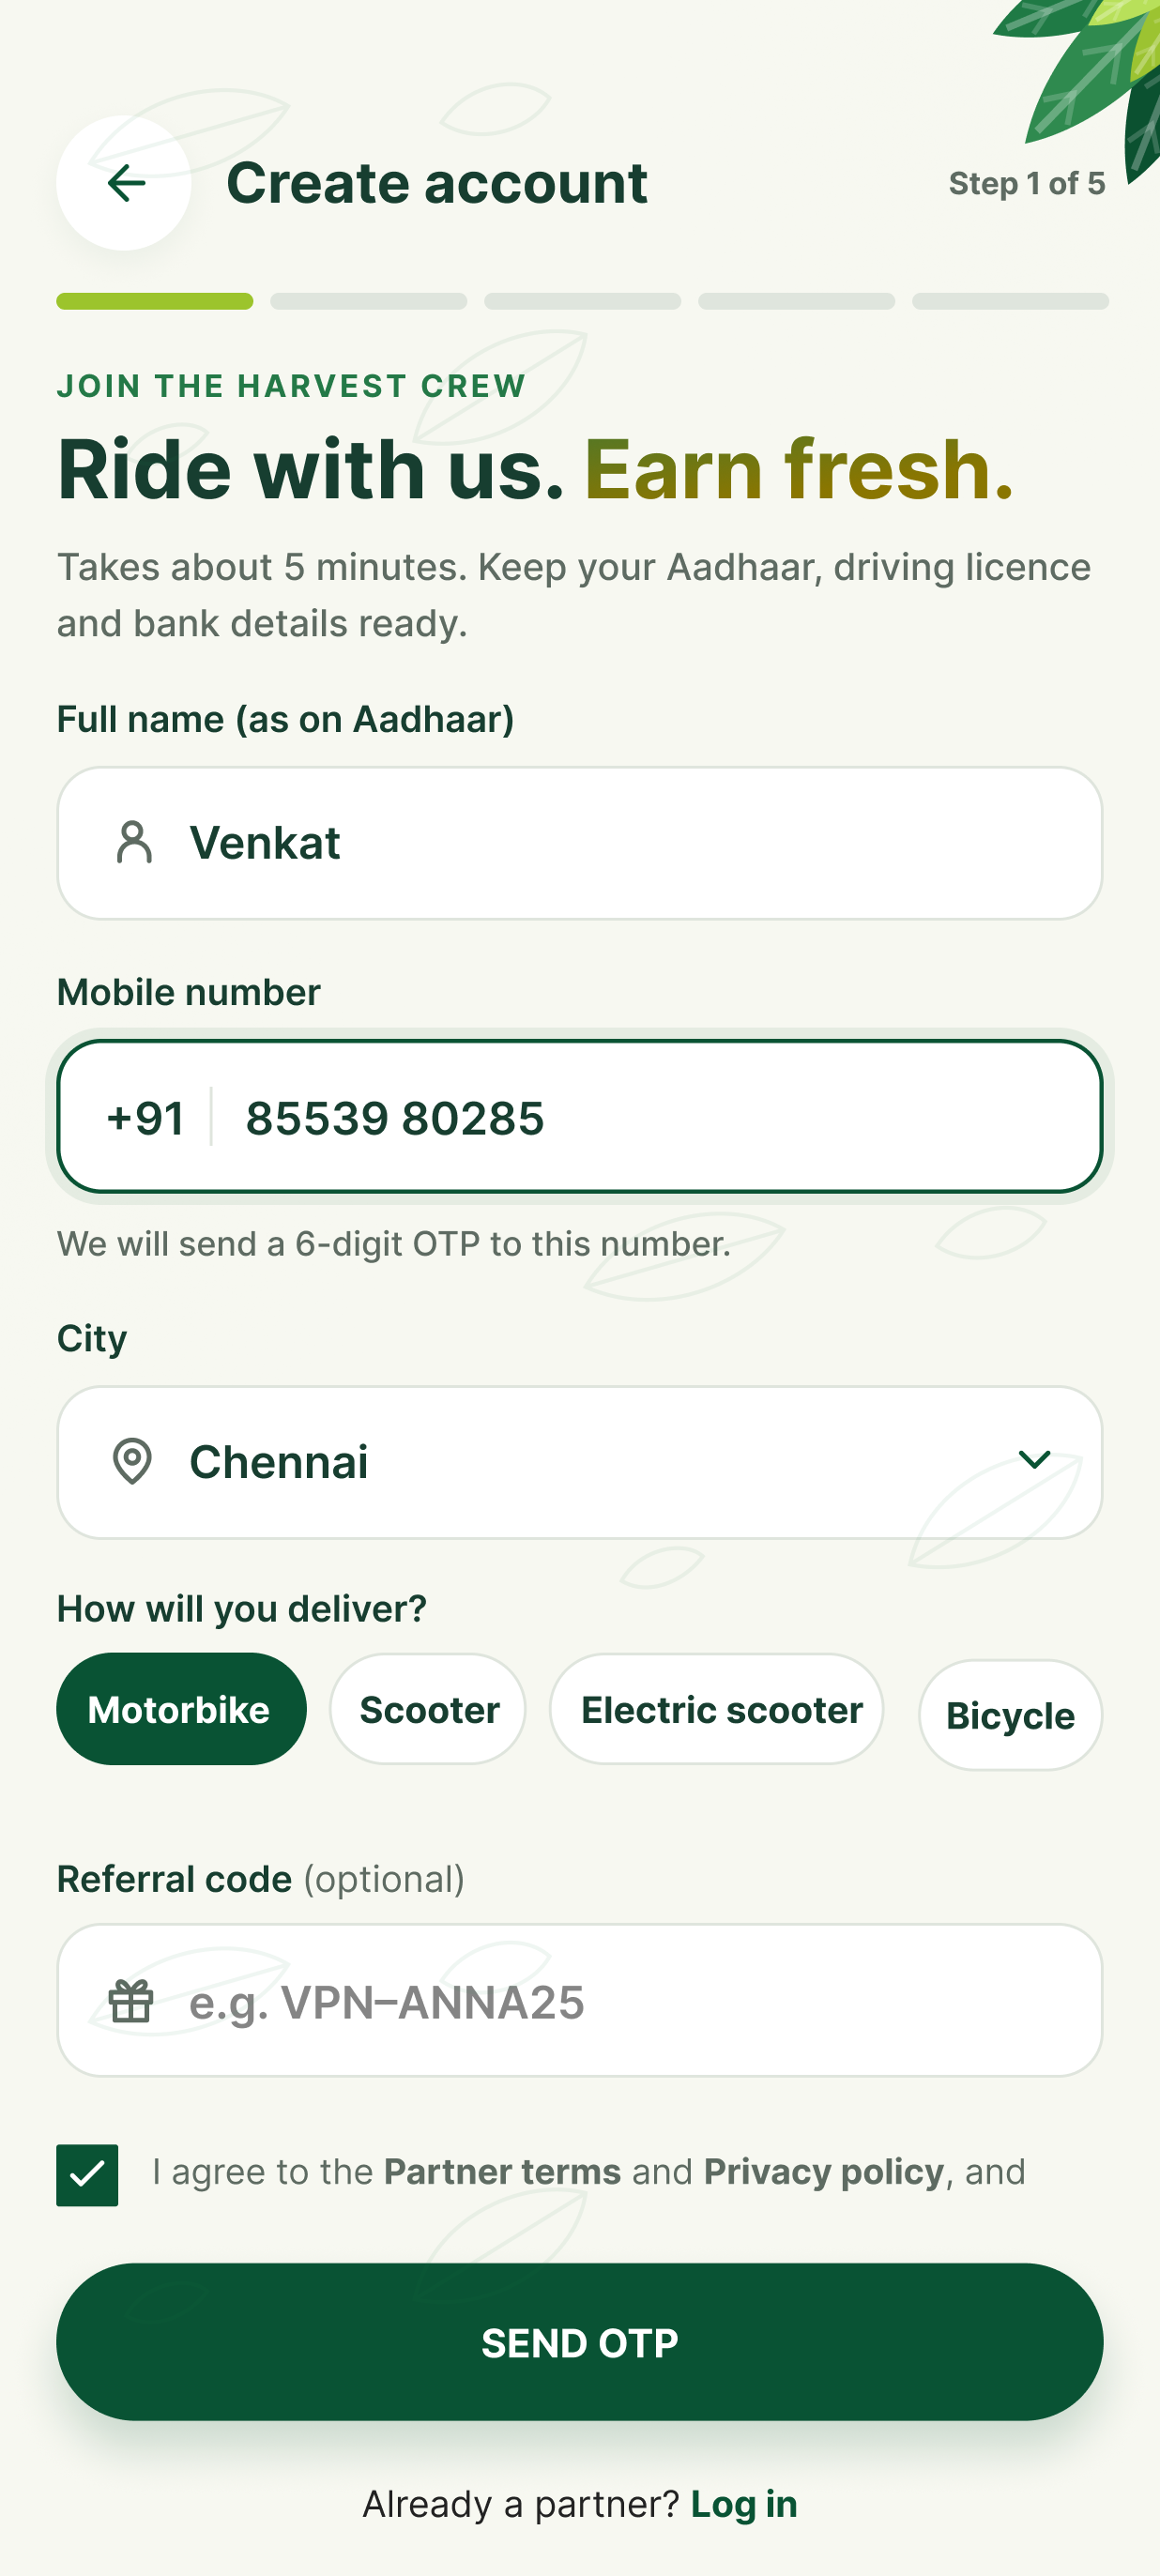 Create account
Step 1 of 5
JOIN THE HARVEST CREW
Ride with us. Earn fresh.
Takes about 5 minutes. Keep your Aadhaar, driving licence
and bank details ready.
Full name (as on Aadhaar)
Venkat
Mobile number
+91 85539 80285
We will send a 6-digit OTP to this number.
City
Chennai
How will you deliver?
Motorbike Scooter Electric scooter Bicycle
Referral code (optional)
e.g. VPN–ANNA25
I agree to the Partner terms and Privacy policy, and
SEND OTP
Already a partner? Log in